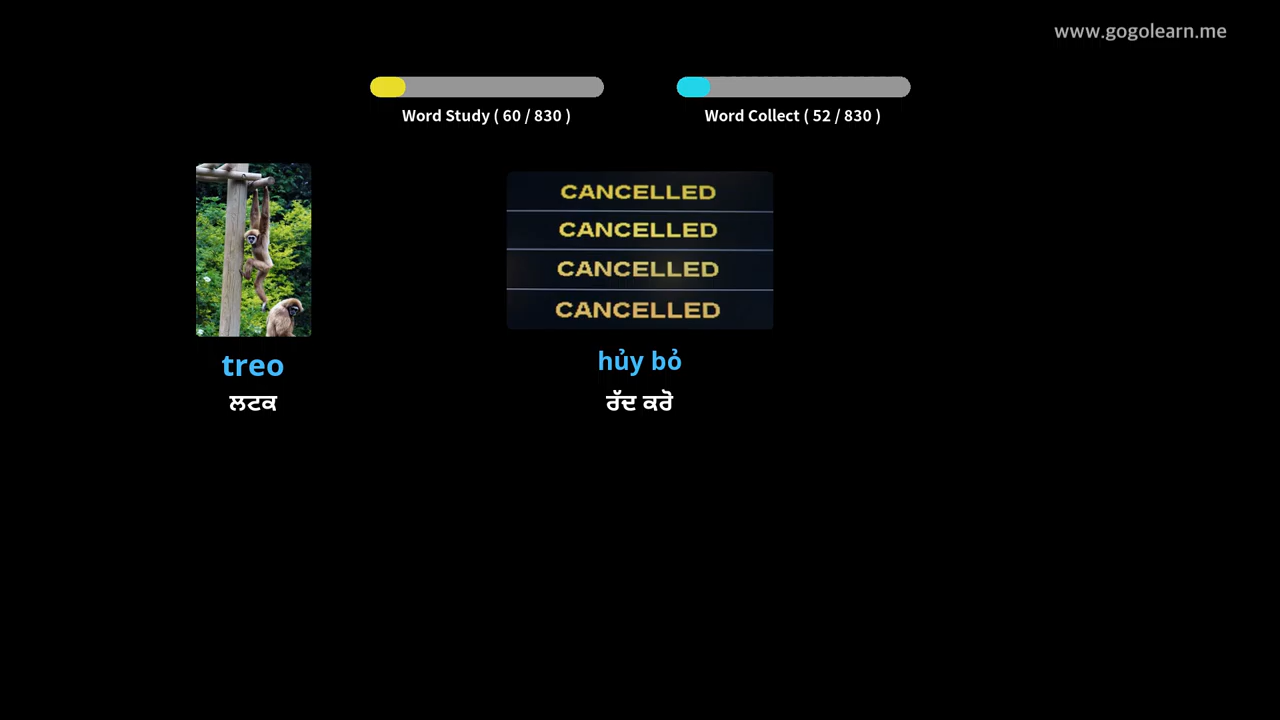 www.gogolearn.me
Word Study ( 60 / 830 )
Word Collect ( 52 / 830 )
CANCELLED
CANCELLED
CANCELLED
CANCELLED
treo
ਲਟਕ
hủy bỏ
ਰੱਦ ਕਰੋ